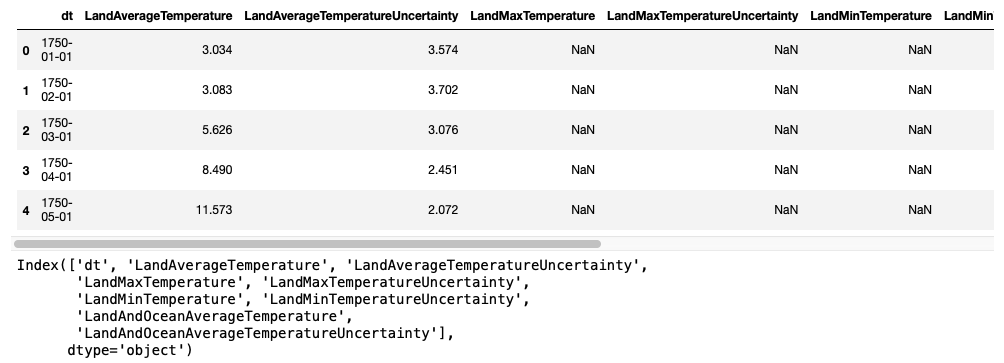 dt LandAverageTemperature LandAverageTemperatureUncertainty LandMaxTemperature LandMaxTemperatureUncertainty LandMinTemperature LandMin
0 1750-01-01 3.034 3.574 NaN NaN NaN
1 1750-02-01 3.083 3.702 NaN NaN NaN
2 1750-03-01 5.626 3.076 NaN NaN NaN
3 1750-04-01 8.490 2.451 NaN NaN NaN
4 1750-05-01 11.573 2.072 NaN NaN NaN
Index(['dt', 'LandAverageTemperature', 'LandAverageTemperatureUncertainty',
'LandMaxTemperature', 'LandMaxTemperatureUncertainty',
'LandMinTemperature', 'LandMinTemperatureUncertainty',
'LandAndOceanAverageTemperature',
'LandAndOceanAverageTemperatureUncertainty'],
dtype='object')